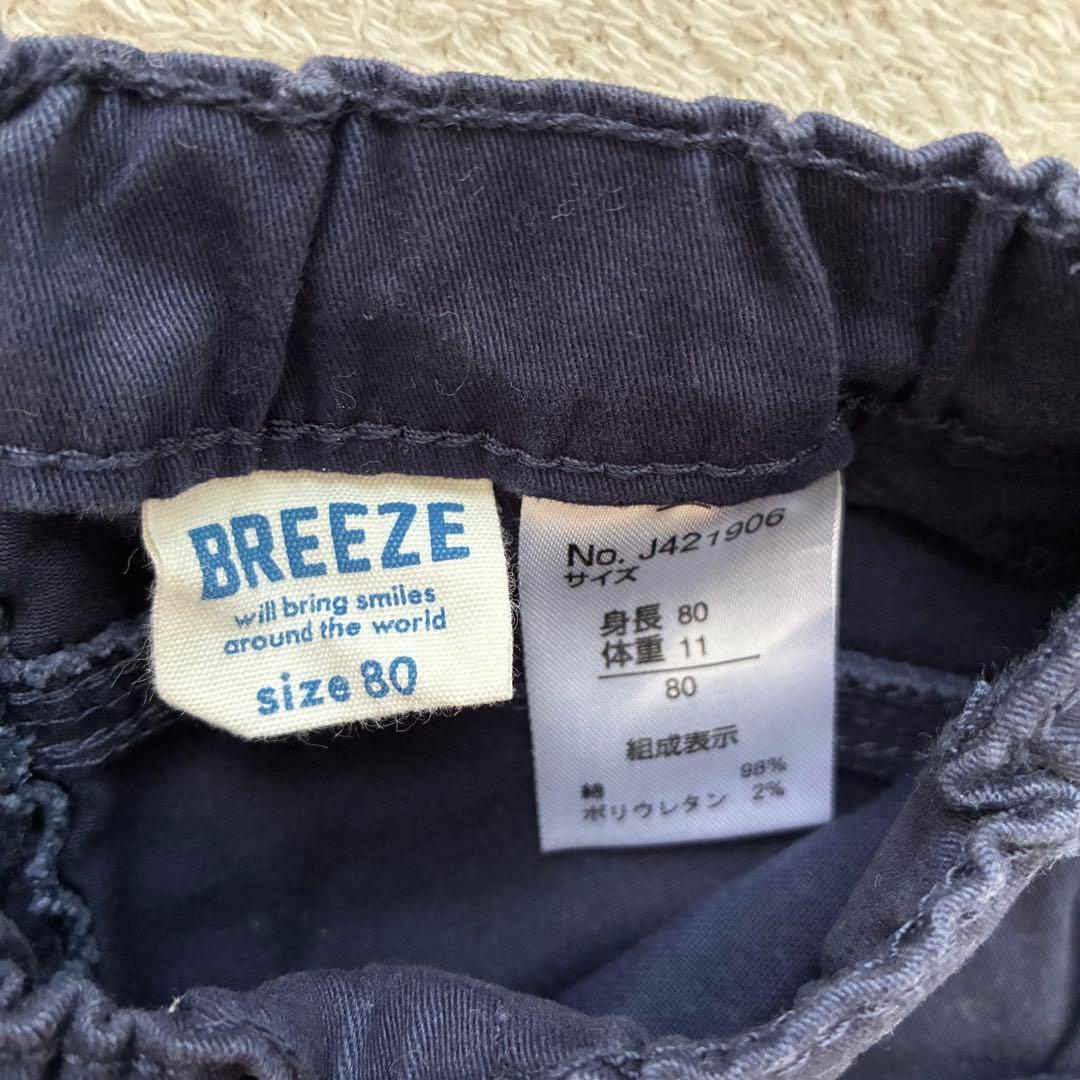 BREEZE
will bring smiles
around the world
size 80
No. J421906
サイズ
身長 80
体重 11
80
組成表示
綿 98%
ポリウレタン 2%